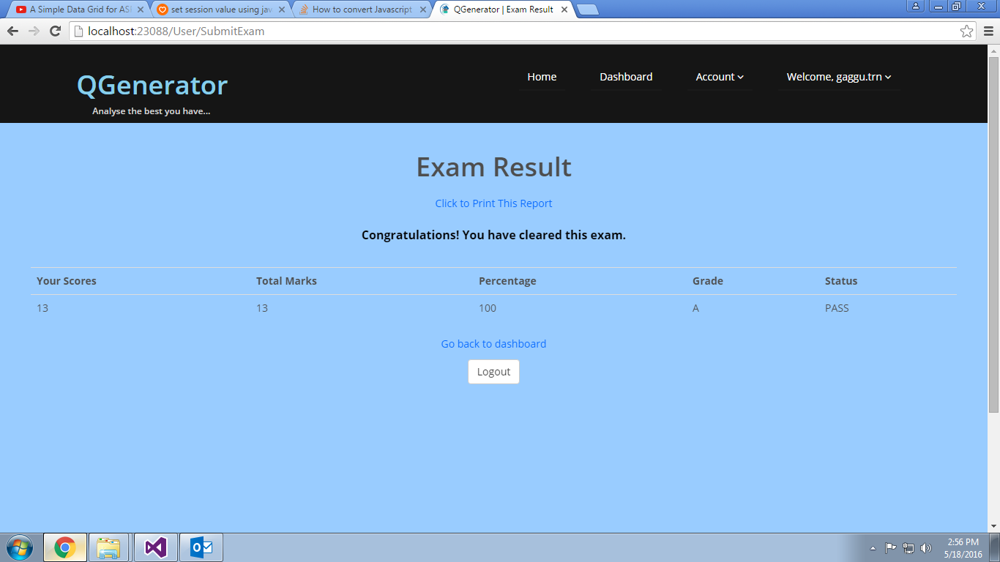 A Simple Data Grid for ASP
set session value using jav
How to convert Javascript
QGenerator | Exam Result
localhost:23088/User/SubmitExam
QGenerator
Analyse the best you have...
Home Dashboard Account Welcome, gaggu.trn
Exam Result
Click to Print This Report
Congratulations! You have cleared this exam.
Your Scores Total Marks Percentage Grade Status
13 13 100 A PASS
Go back to dashboard
Logout
2:56 PM
5/18/2016